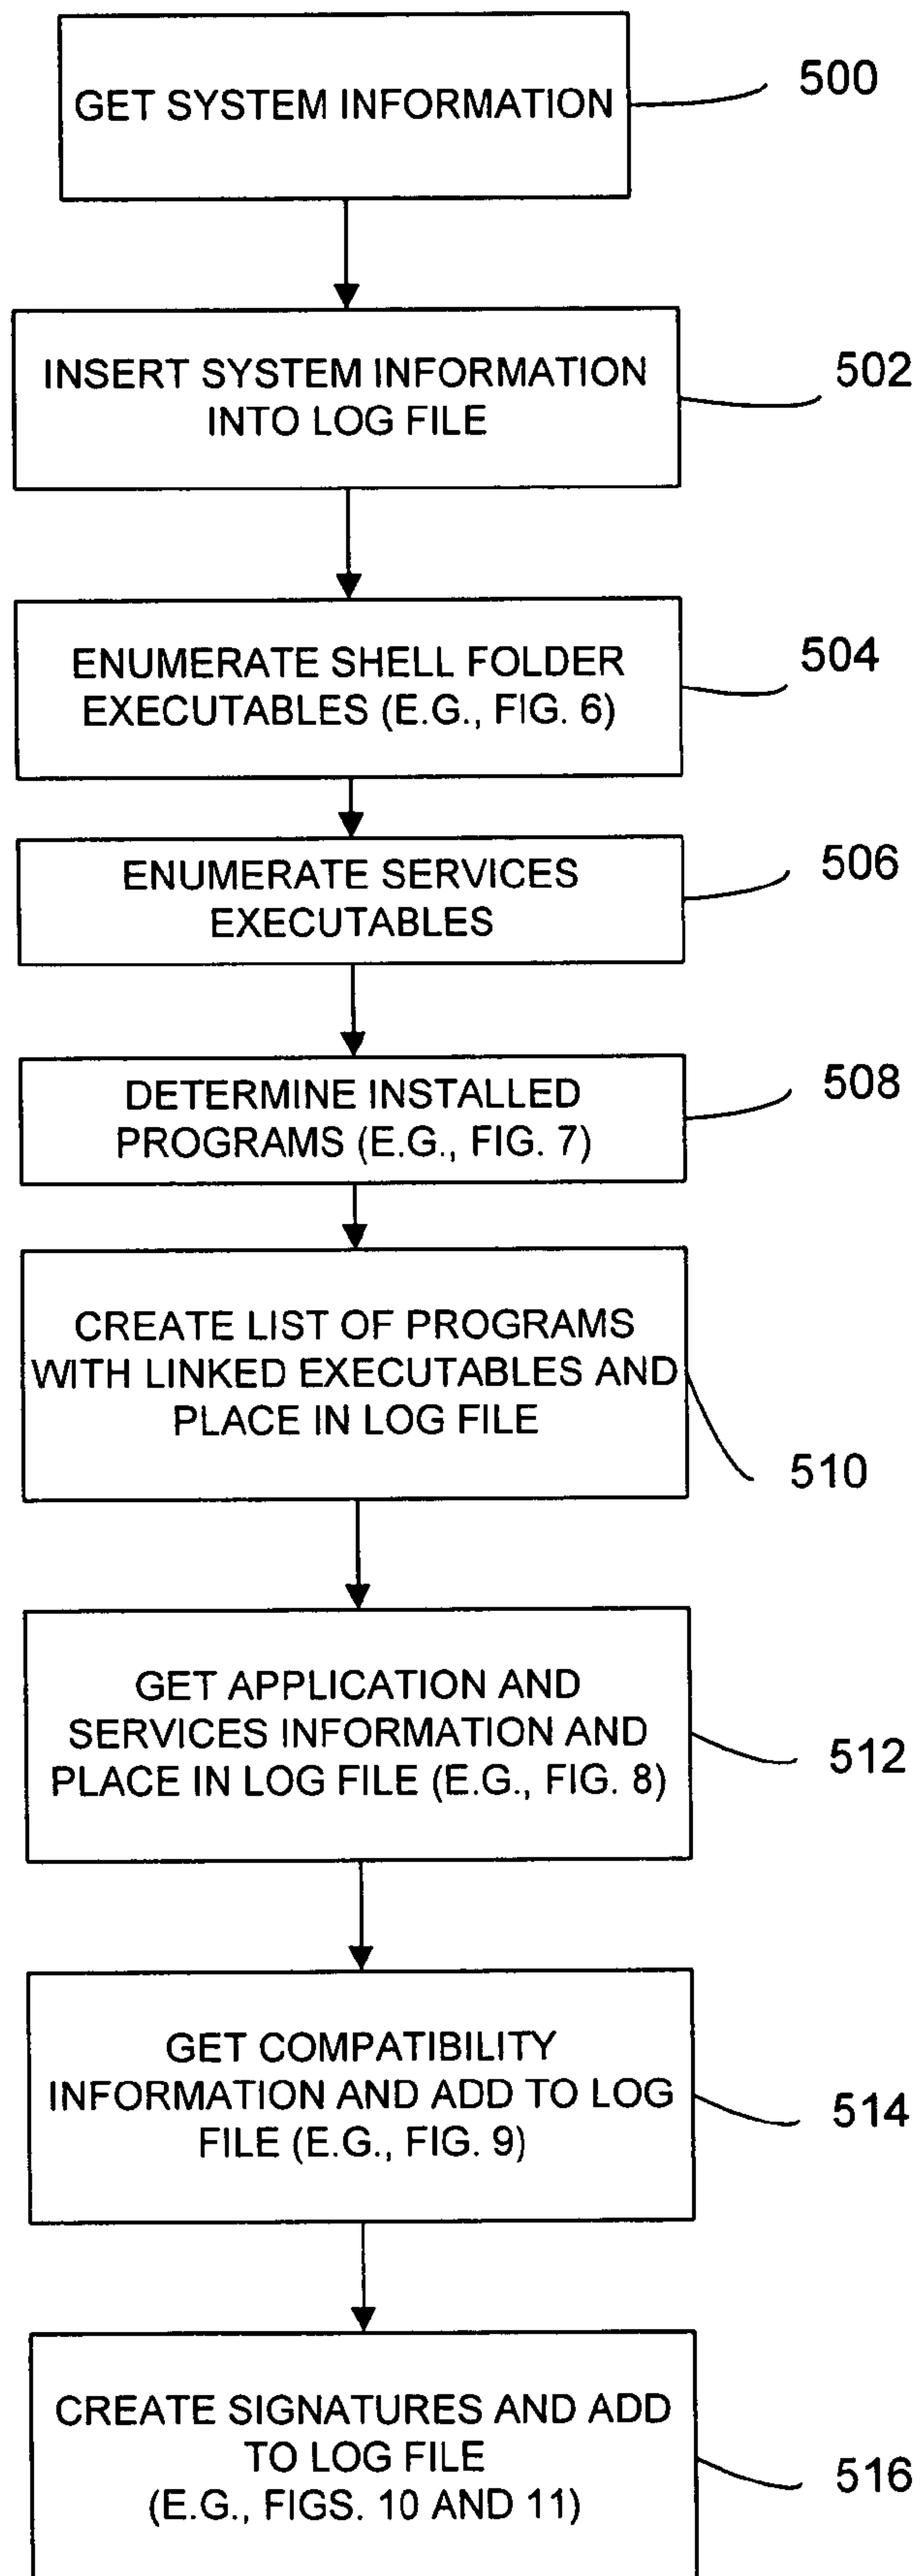 GET SYSTEM INFORMATION
500
INSERT SYSTEM INFORMATION
INTO LOG FILE
502
ENUMERATE SHELL FOLDER
EXECUTABLES (E.G., FIG. 6)
504
ENUMERATE SERVICES
EXECUTABLES
506
DETERMINE INSTALLED
PROGRAMS (E.G., FIG. 7)
508
CREATE LIST OF PROGRAMS
WITH LINKED EXECUTABLES AND
PLACE IN LOG FILE
510
GET APPLICATION AND
SERVICES INFORMATION AND
PLACE IN LOG FILE (E.G., FIG. 8)
512
GET COMPATIBILITY
INFORMATION AND ADD TO LOG
FILE (E.G., FIG. 9)
514
CREATE SIGNATURES AND ADD
TO LOG FILE
(E.G., FIGS. 10 AND 11)
516